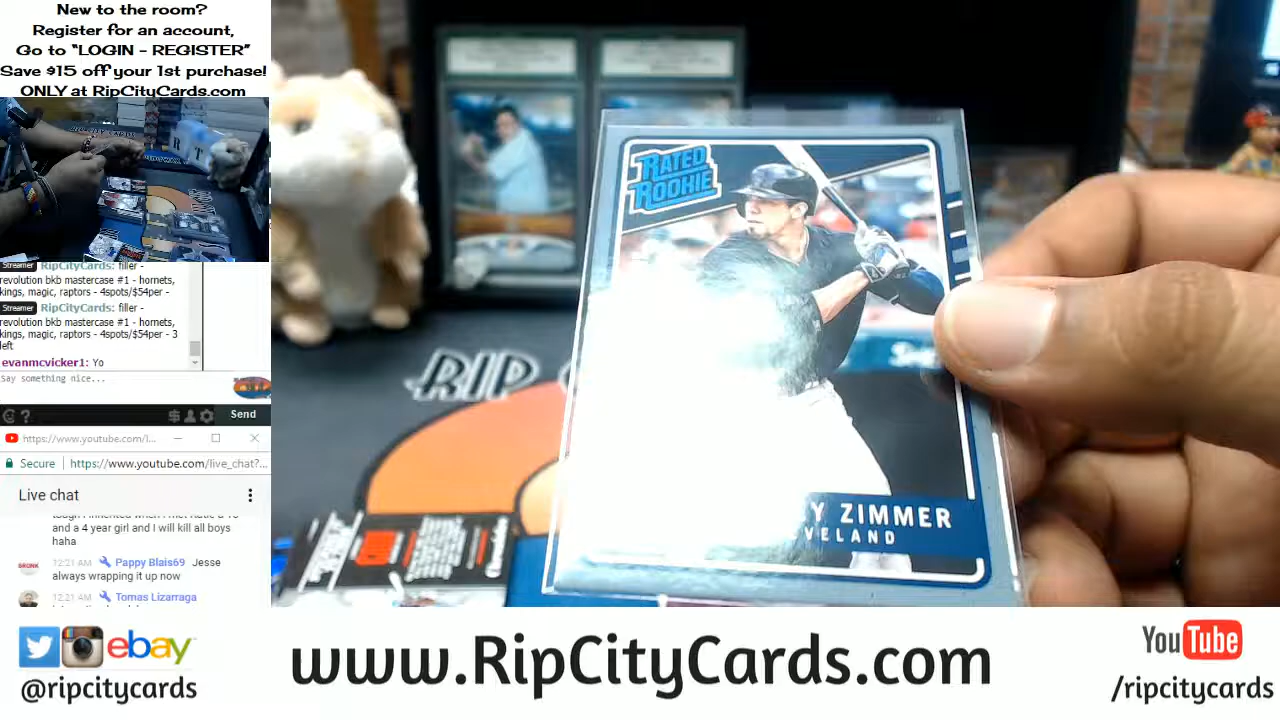 New to the room?
Register for an account,
Go to “LOGIN - REGISTER”
Save $15 off your 1st purchase!
ONLY at RipCityCards.com
Streamer RipCityCards: filler -
revolution bkb mastercase #1 - hornets,
kings, magic, raptors - 4spots/$54per -
Streamer RipCityCards: filler -
revolution bkb mastercase #1 - hornets,
kings, magic, raptors - 4spots/$54per - 3
left
evanmcvicker1: Yo
Say something nice...
Send
https://www.youtube.com/l...
Secure https://www.youtube.com/live_chat?...
Live chat
and a 4 year girl and I will kill all boys
haha
12:21 AM Pappy Blais69 Jesse
always wrapping it up now
12:21 AM Tomas Lizarraga
RATED
ROOKIE
Y ZIMMER
VELAND
RIP
ebay
@ripcitycards
www.RipCityCards.com
YouTube
/ripcitycards